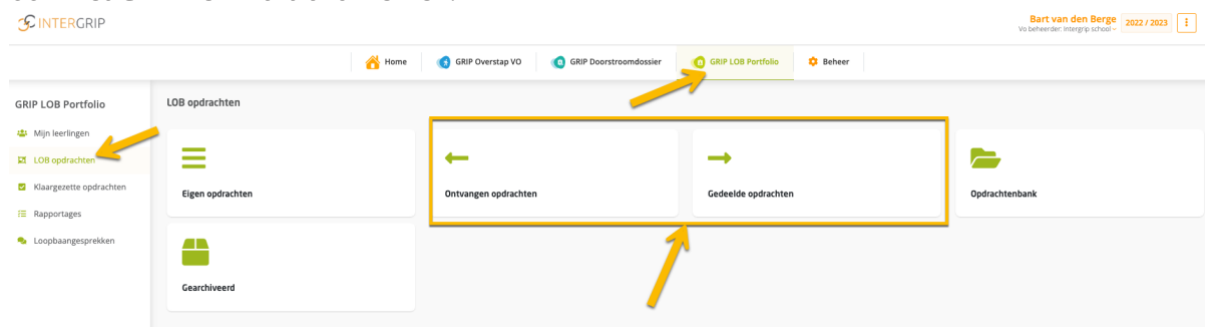 INTERGRIP
Bart van den Berge
Vo beheerder: intergrip school
2022 / 2023
Home
GRIP Overstap VO
GRIP Doorstroomdossier
GRIP LOB Portfolio
Beheer
GRIP LOB Portfolio
LOB opdrachten
Mijn leerlingen
LOB opdrachten
Klaargezette opdrachten
Rapportages
Loopbaangesprekken
Eigen opdrachten
Ontvangen opdrachten
Gedeelde opdrachten
Opdrachtenbank
Gearchiveerd